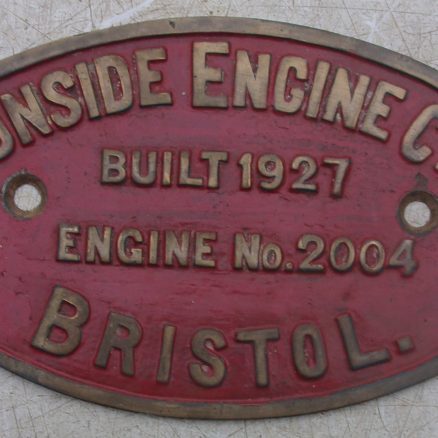 ONSIDE ENGINE C
BUILT 1927
ENGINE No. 2004
BRISTOL.